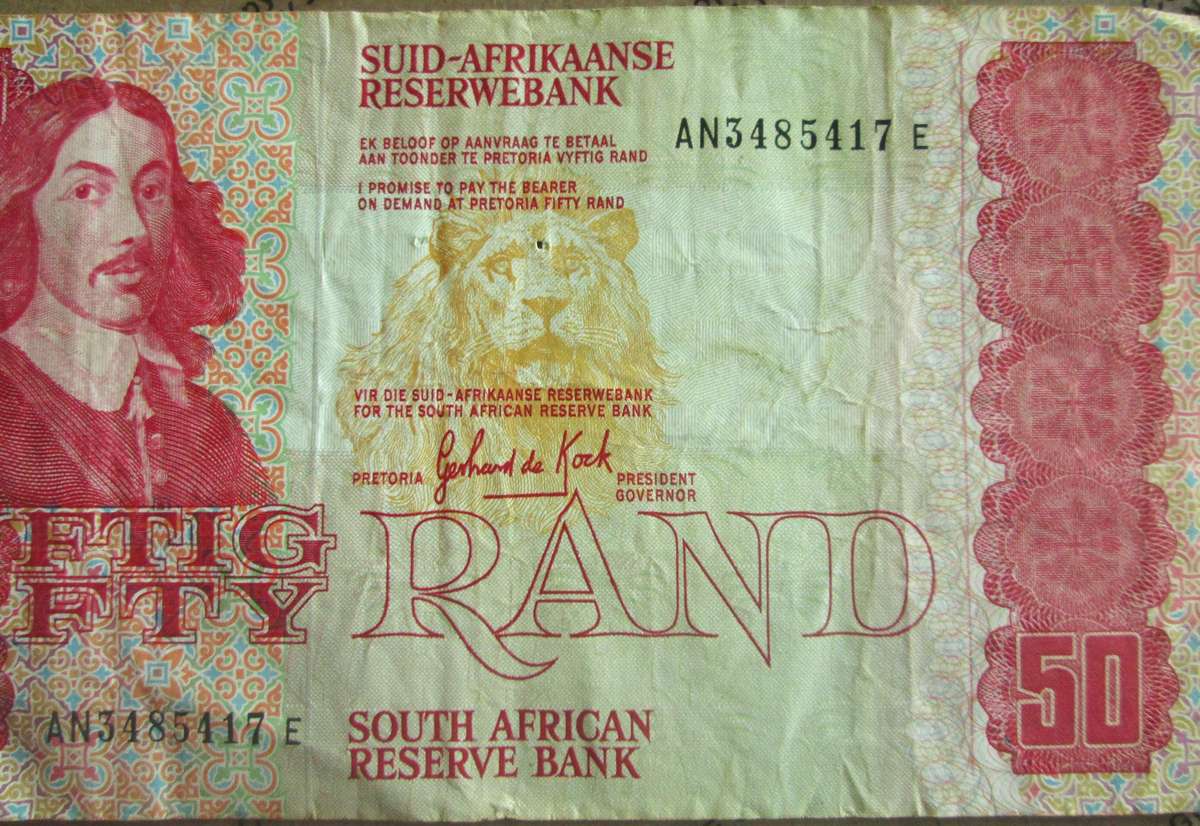 SUID-AFRIKAANSE
RESERWEBANK
EK BELOOF OP AANVRAAG TE BETAAL
AAN TOONDER TE PRETORIA VYFTIG RAND
AN3485417 E
I PROMISE TO PAY THE BEARER
ON DEMAND AT PRETORIA FIFTY RAND
VIR DIE SUID-AFRIKAANSE RESERWEBANK
FOR THE SOUTH AFRICAN RESERVE BANK
PRETORIA Gerhard de Kock PRESIDENT
GOVERNOR
FTIG
FTY
RAND
50
AN3485417 E
SOUTH AFRICAN
RESERVE BANK